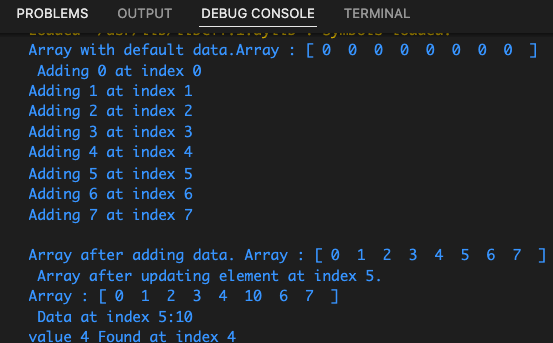 PROBLEMS OUTPUT DEBUG CONSOLE TERMINAL
symbols loaded.
Array with default data.Array : [ 0 0 0 0 0 0 0 0 ]
Adding 0 at index 0
Adding 1 at index 1
Adding 2 at index 2
Adding 3 at index 3
Adding 4 at index 4
Adding 5 at index 5
Adding 6 at index 6
Adding 7 at index 7
Array after adding data. Array : [ 0 1 2 3 4 5 6 7 ]
Array after updating element at index 5.
Array : [ 0 1 2 3 4 10 6 7 ]
Data at index 5:10
value 4 Found at index 4